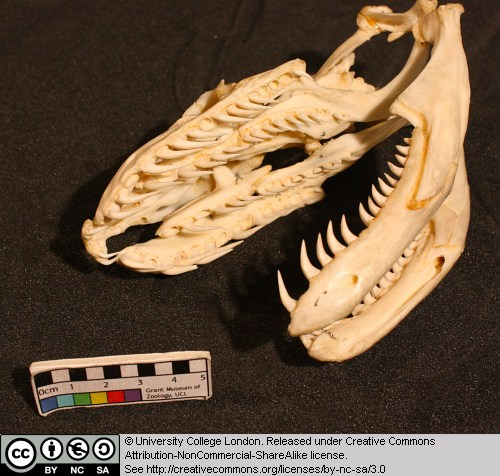 0cm 1 2 3 4 5
Grant Museum of
Zoology, UCL
cc BY NC SA
© University College London. Released under Creative Commons
Attribution-NonCommercial-ShareAlike license.
See http://creativecommons.org/licenses/by-nc-sa/3.0